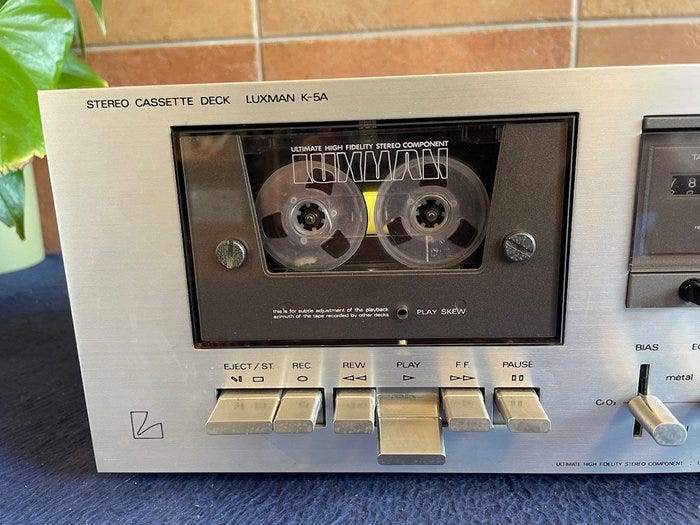 STEREO CASSETTE DECK LUXMAN K-5A
ULTIMATE HIGH FIDELITY STEREO COMPONENT
LUXMAN
this is for subtle adjustment of the playback
azimuth of the tape recorded by other decks
PLAY SKEW
EJECT / ST. REC. REW. PLAY F.F. PAUSE
8
BIAS
metal
CrO₂
ULTIMATE HIGH FIDELITY STEREO COMPONENT